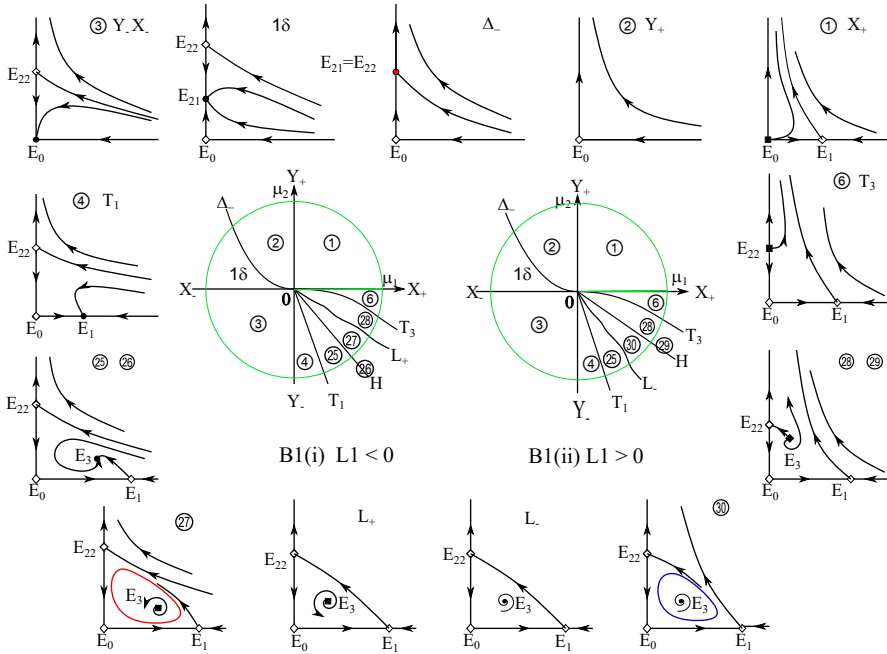 ③ Y₋X₋
E₂₂
E₀
1δ
E₂₂
E₂₁
E₀
Δ₋
E₂₁=E₂₂
E₀
② Y₊
E₀
① X₊
E₀ E₁
④ T₁
E₂₂
E₀ E₁
μ₂ Y₊
Δ₋
② ①
1δ
μ₁
X₋ 0 X₊
⑥
③ ㉘ T₃
㉗ L₊
④ ㉕ ㉖ H
Y₋ T₁
μ₂ Y₊
Δ₋
② ①
1δ
μ₁
X₋ 0 X₊
⑥
③ ㉘ T₃
㉚ ㉙ H
④ ㉕ L₋
Y₋ T₁
⑥ T₃
E₂₂
E₀ E₁
㉕ ㉖
E₂₂
E₃
E₀ E₁
B1(i) L1 < 0
B1(ii) L1 > 0
㉘ ㉙
E₂₂
E₃
E₀ E₁
㉗
E₂₂
E₃
E₀ E₁
L₊
E₂₂
E₃
E₀ E₁
L₋
E₂₂
E₃
E₀ E₁
㉚
E₂₂
E₃
E₀ E₁